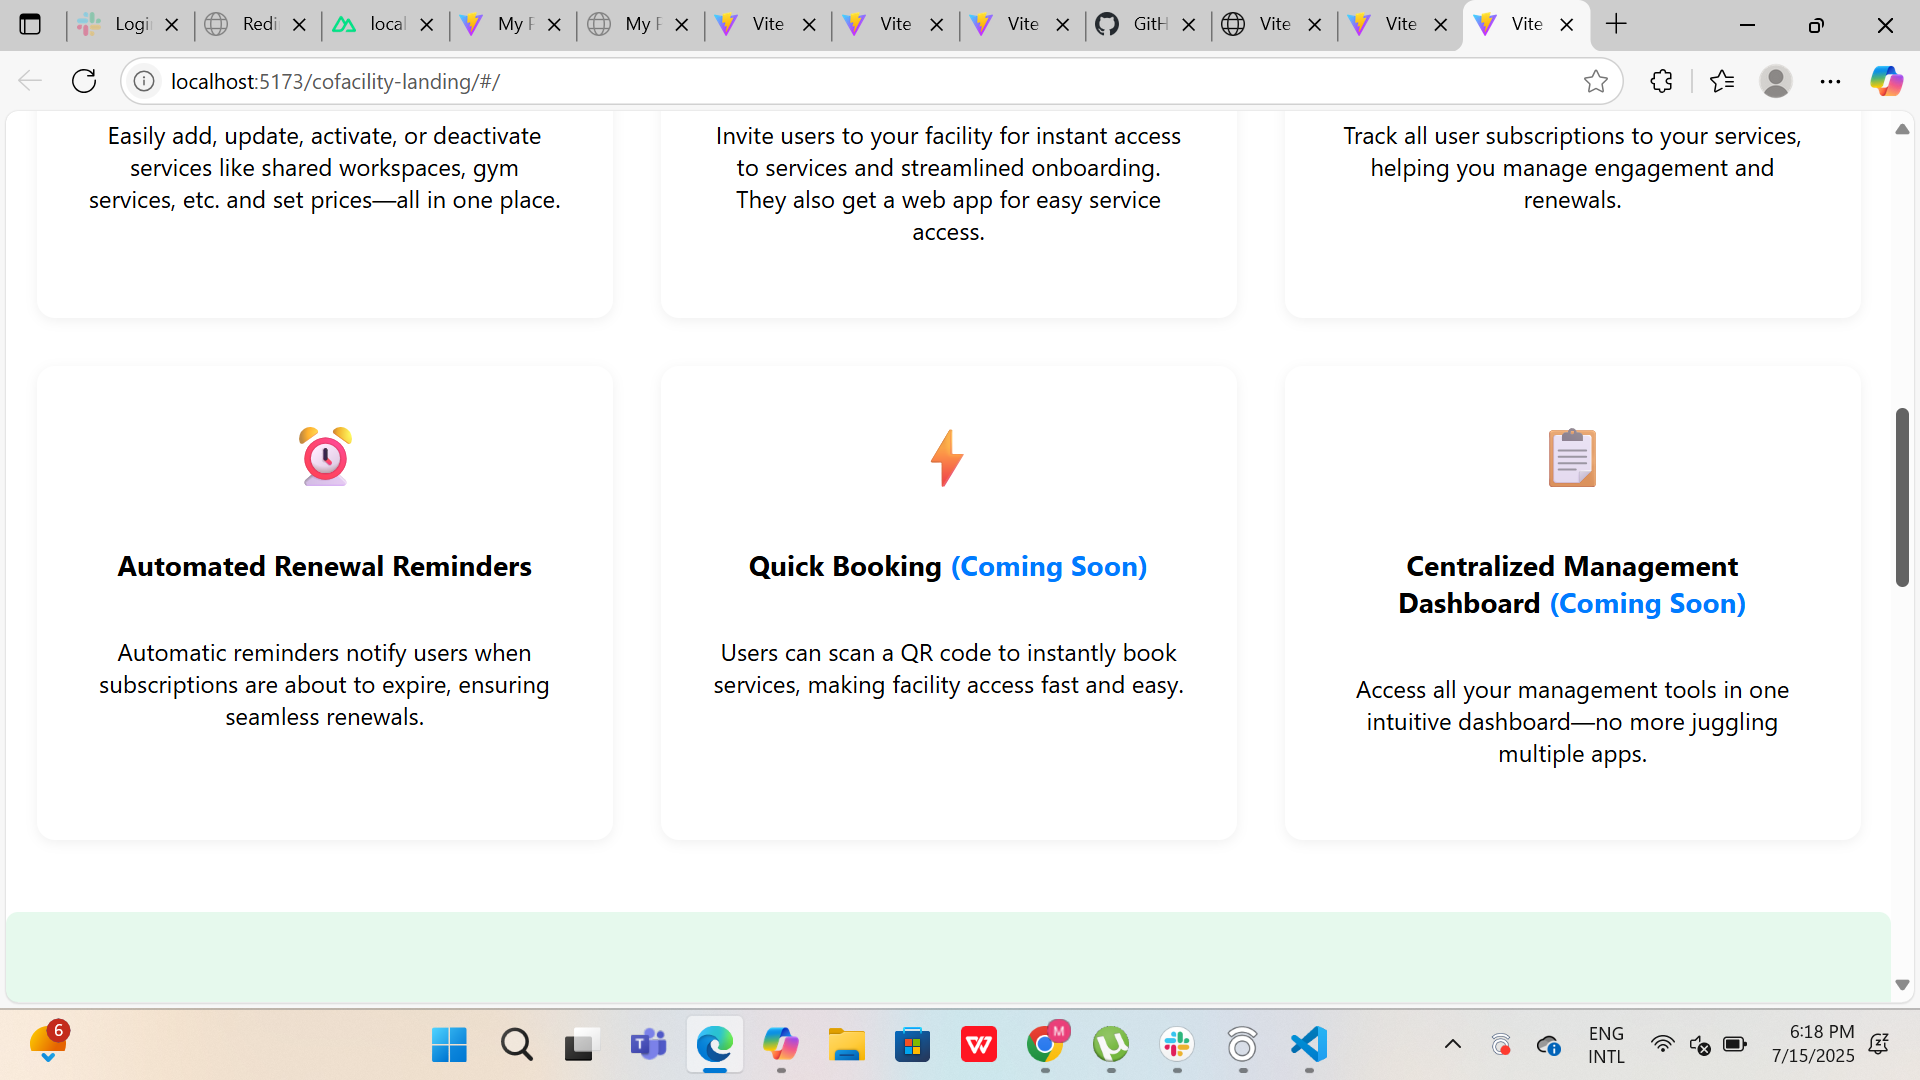 Login
Redi
local
My P
My P
Vite
Vite
Vite
GitH
Vite
Vite
Vite
localhost:5173/cofacility-landing/#/
Easily add, update, activate, or deactivate
services like shared workspaces, gym
services, etc. and set prices—all in one place.
Invite users to your facility for instant access
to services and streamlined onboarding.
They also get a web app for easy service
access.
Track all user subscriptions to your services,
helping you manage engagement and
renewals.
Automated Renewal Reminders
Automatic reminders notify users when
subscriptions are about to expire, ensuring
seamless renewals.
Quick Booking (Coming Soon)
Users can scan a QR code to instantly book
services, making facility access fast and easy.
Centralized Management
Dashboard (Coming Soon)
Access all your management tools in one
intuitive dashboard—no more juggling
multiple apps.
6
T
W
M
ENG
INTL
6:18 PM
7/15/2025